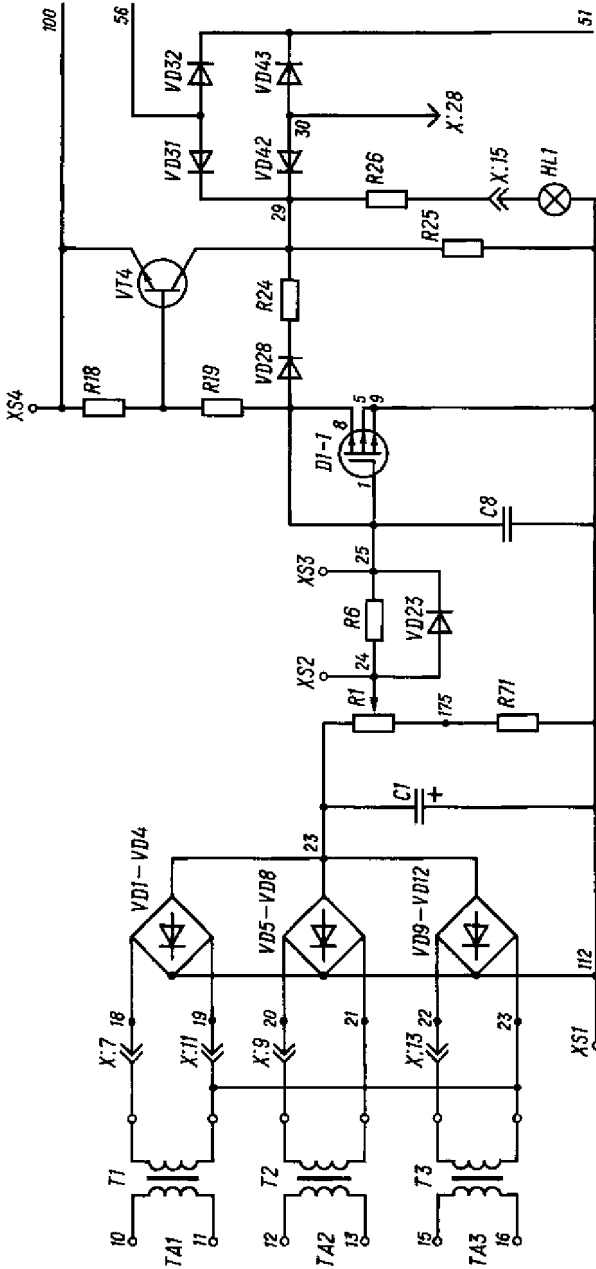 100
56
51
VD32
VD43
VD31
VD42
30
X:28
29
R26
X:15
HL1
VT4
R24
R25
VD28
XS4
R18
R19
8
5
9
D1-1
1
C8
XS3
25
R6
VD23
XS2
24
R1
175
R71
C1
+
23
VD1-VD4
VD5-VD8
VD9-VD12
112
XS1
X:7
18
X:11
19
X:9
20
21
X:13
22
23
T1
T2
T3
10
TA1
11
12
TA2
13
15
TA3
16